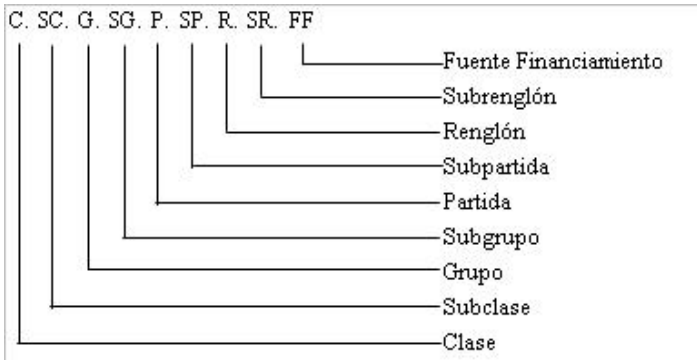 C. SC. G. SG. P. SP. R. SR. FF
Fuente Financiamiento
Subrenglón
Renglón
Subpartida
Partida
Subgrupo
Grupo
Subclase
Clase